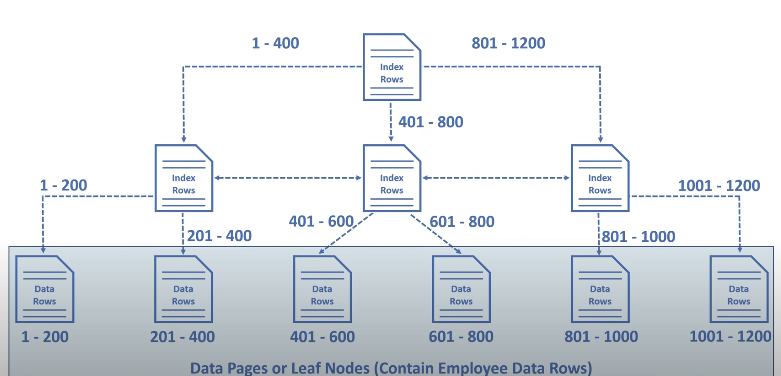 1 - 400
801 - 1200
Index
Rows
401 - 800
Index
Rows
Index
Rows
Index
Rows
1 - 200
1001 - 1200
201 - 400
401 - 600
601 - 800
801 - 1000
Data
Rows
Data
Rows
Data
Rows
Data
Rows
Data
Rows
Data
Rows
1 - 200
201 - 400
401 - 600
601 - 800
801 - 1000
1001 - 1200
Data Pages or Leaf Nodes (Contain Employee Data Rows)